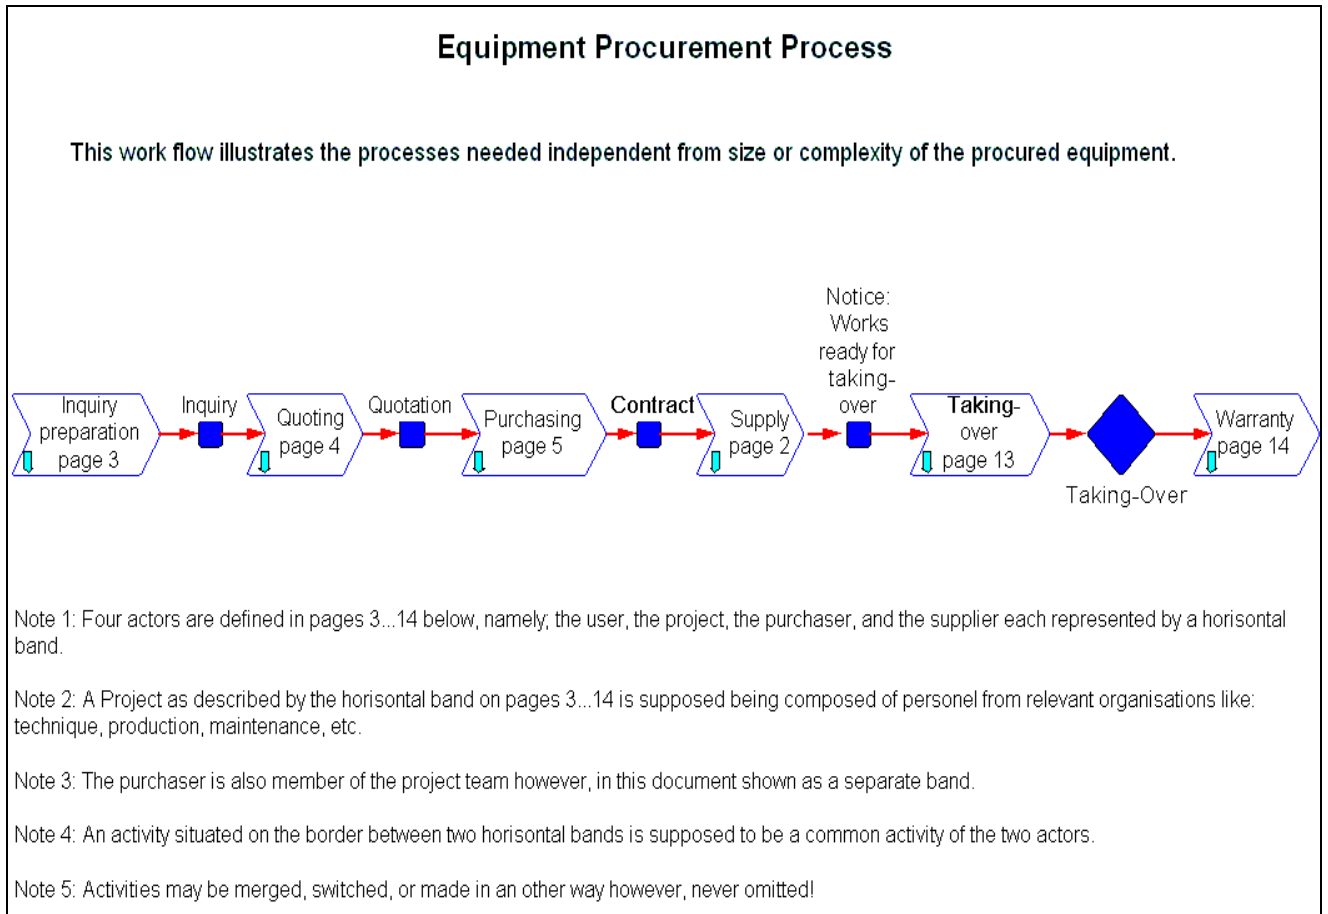 Equipment Procurement Process
This work flow illustrates the processes needed independent from size or complexity of the procured equipment.
Inquiry
preparation
page 3
Inquiry
Quoting
page 4
Quotation
Purchasing
page 5
Contract
Supply
page 2
Notice:
Works
ready for
taking-
over
Taking-
over
page 13
Taking-Over
Warranty
page 14
Note 1: Four actors are defined in pages 3...14 below, namely; the user, the project, the purchaser, and the supplier each represented by a horisontal
band.
Note 2: A Project as described by the horisontal band on pages 3...14 is supposed being composed of personel from relevant organisations like:
technique, production, maintenance, etc.
Note 3: The purchaser is also member of the project team however, in this document shown as a separate band.
Note 4: An activity situated on the border between two horisontal bands is supposed to be a common activity of the two actors.
Note 5: Activities may be merged, switched, or made in an other way however, never omitted!